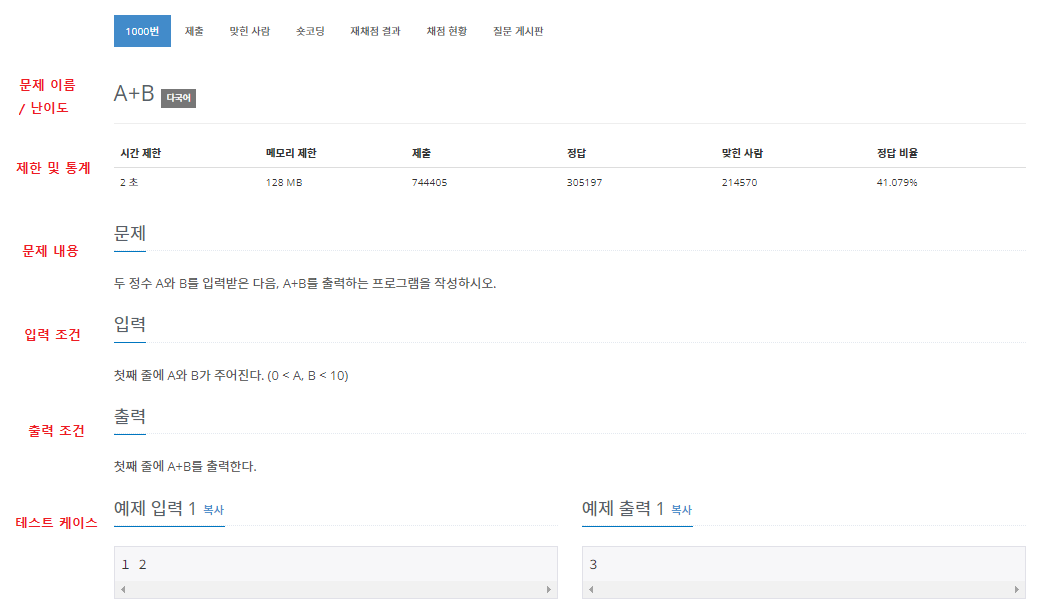 1000번 제출 맞힌 사람 숏코딩 재채점 결과 채점 현황 질문 게시판
문제 이름
/ 난이도
A+B 다국어
제한 및 통계
시간 제한 메모리 제한 제출 정답 맞힌 사람 정답 비율
2 초 128 MB 744405 305197 214570 41.079%
문제 내용
문제
두 정수 A와 B를 입력받은 다음, A+B를 출력하는 프로그램을 작성하시오.
입력 조건
입력
첫째 줄에 A와 B가 주어진다. (0 < A, B < 10)
출력 조건
출력
첫째 줄에 A+B를 출력한다.
테스트 케이스
예제 입력 1 복사 예제 출력 1 복사
1 2 3